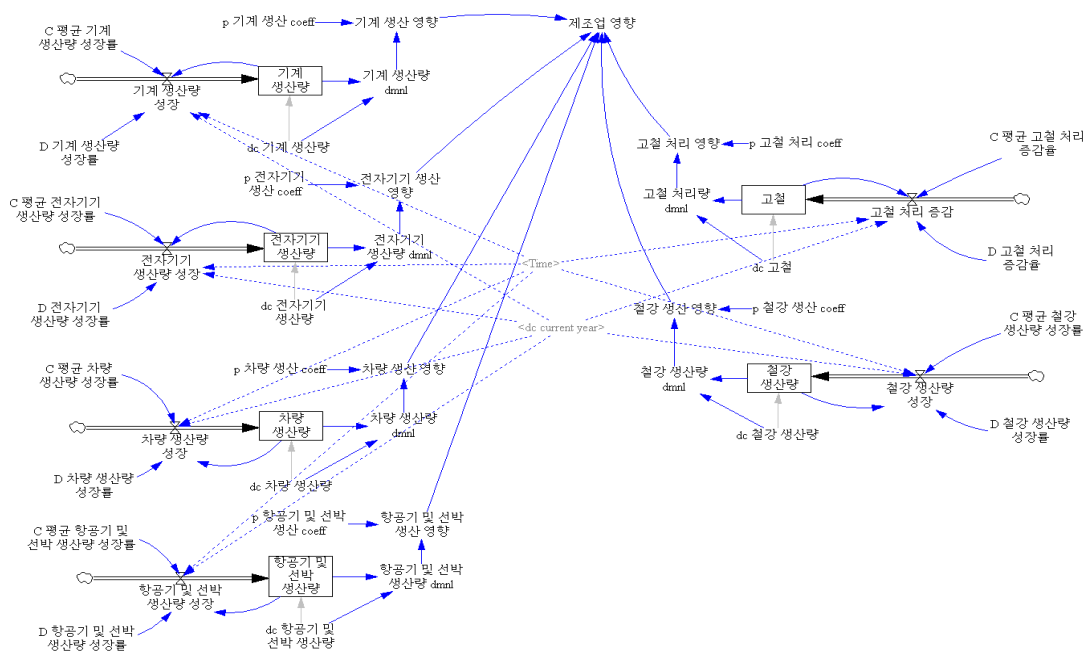 p 기계 생산 coeff
기계 생산 영향
제조업 영향
C 평균 기계
생산량 성장률
기계
생산량
기계 생산량
dmnl
기계 생산량
성장
D 기계 생산량
성장률
dc 기계 생산량
p 전자기기
생산 coeff
전자기기 생산
영향
C 평균 전자기기
생산량 성장률
전자기기
생산량
전자기기
생산량 dmnl
전자기기
생산량 성장
D 전자기기
생산량 성장률
dc 전자기기
생산량
<Time>
<dc current year>
고철 처리 영향
p 고철 처리 coeff
C 평균 고철 처리
증감율
고철 처리량
dmnl
고철
고철 처리 증감
dc 고철
D 고철 처리
증감율
철강 생산 영향
p 철강 생산 coeff
C 평균 철강
생산량 성장률
철강 생산량
dmnl
철강
생산량
철강 생산량
성장
dc 철강 생산량
D 철강 생산량
성장률
C 평균 차량
생산량 성장률
p 차량 생산 coeff
차량 생산 영향
차량
생산량
차량 생산량
dmnl
차량 생산량
성장
D 차량 생산량
성장률
dc 차량 생산량
p 항공기 및 선박
생산 coeff
항공기 및 선박
생산 영향
C 평균 항공기 및
선박 생산량 성장률
항공기 및
선박
생산량
항공기 및 선박
생산량 dmnl
항공기 및 선박
생산량 성장
D 항공기 및 선박
생산량 성장률
dc 항공기 및
선박 생산량